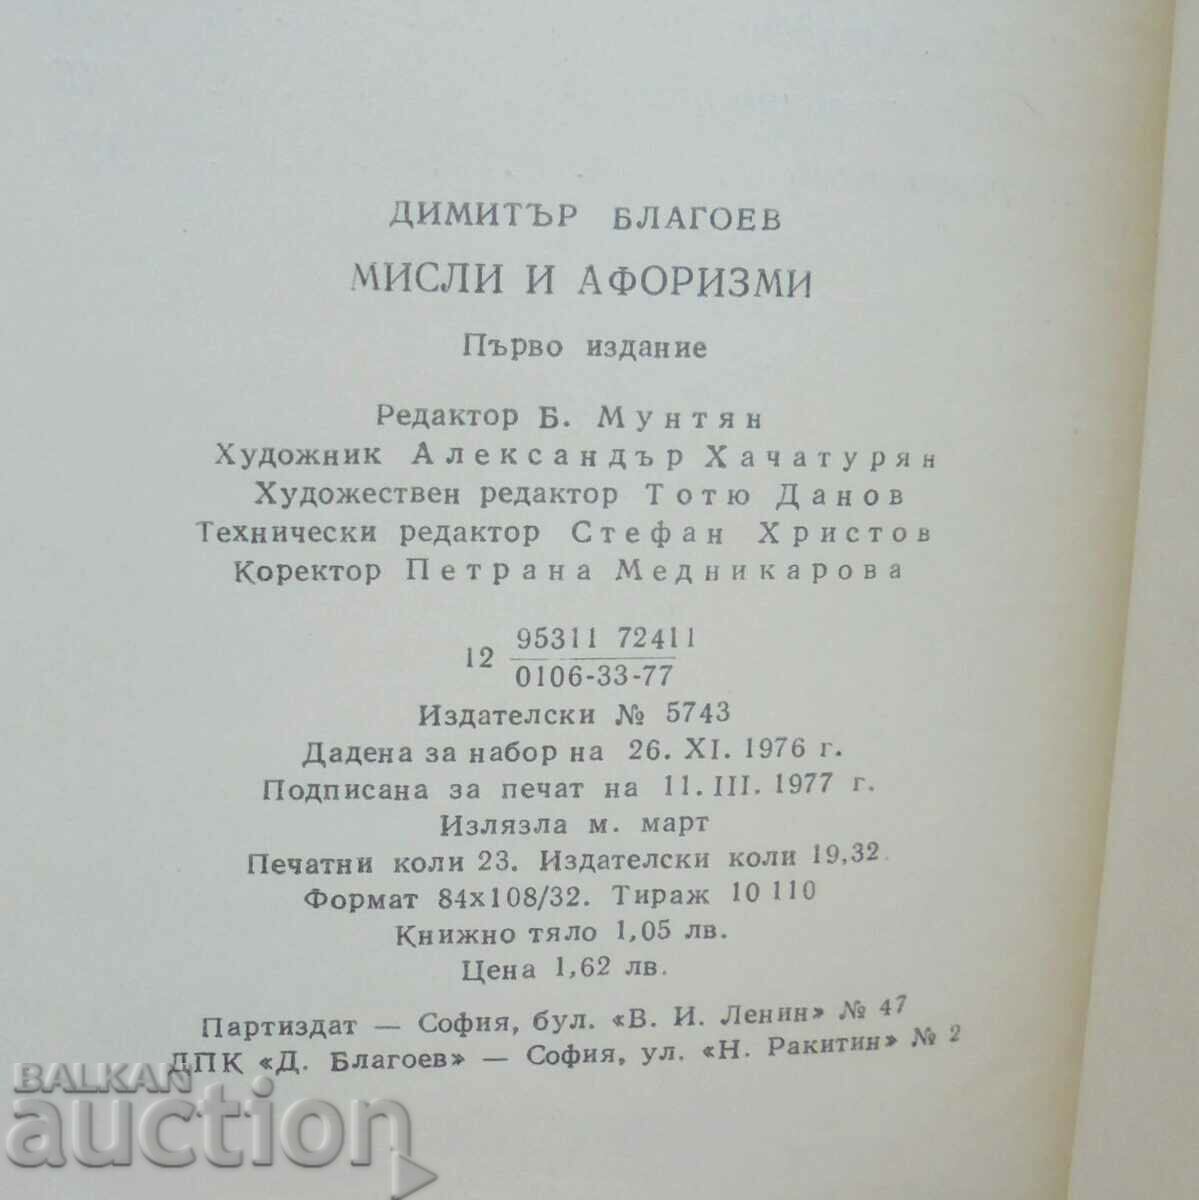 ДИМИТЪР БЛАГОЕВ
МИСЛИ И АФОРИЗМИ
Първо издание
Редактор Б. Мунтян
Художник Александър Хачатурян
Художествен редактор Тотю Данов
Технически редактор Стефан Христов
Коректор Петрана Медникарова
12 95311 72411
0106-33-77
Издателски № 5743
Дадена за набор на 26. XI. 1976 г.
Подписана за печат на 11. III. 1977 г.
Излязла м. март
Печатни коли 23. Издателски коли 19,32.
Формат 84x108/32. Тираж 10 110
Книжно тяло 1,05 лв.
Цена 1,62 лв.
Партиздат — София, бул. «В. И. Ленин» № 47
ДПК «Д. Благоев» — София, ул. «Н. Ракитин» № 2
BALKAN
auction